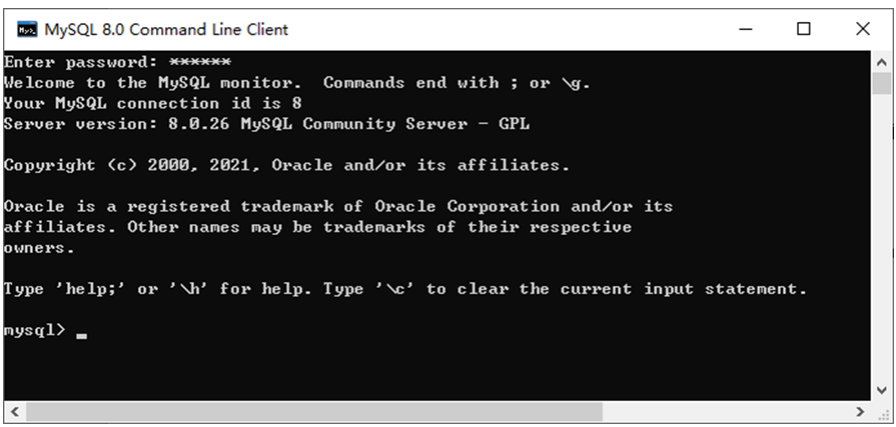 MySQL 8.0 Command Line Client
Enter password: ******
Welcome to the MySQL monitor.  Commands end with ; or \g.
Your MySQL connection id is 8
Server version: 8.0.26 MySQL Community Server - GPL
Copyright (c) 2000, 2021, Oracle and/or its affiliates.
Oracle is a registered trademark of Oracle Corporation and/or its
affiliates. Other names may be trademarks of their respective
owners.
Type 'help;' or '\h' for help. Type '\c' to clear the current input statement.
mysql> _